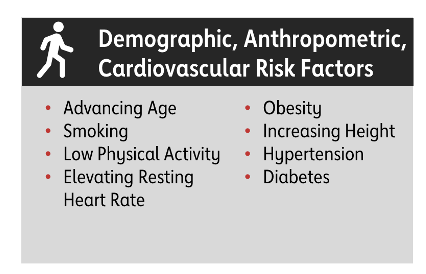 Demographic, Anthropometric,
Cardiovascular Risk Factors
• Advancing Age
• Smoking
• Low Physical Activity
• Elevating Resting
Heart Rate
• Obesity
• Increasing Height
• Hypertension
• Diabetes